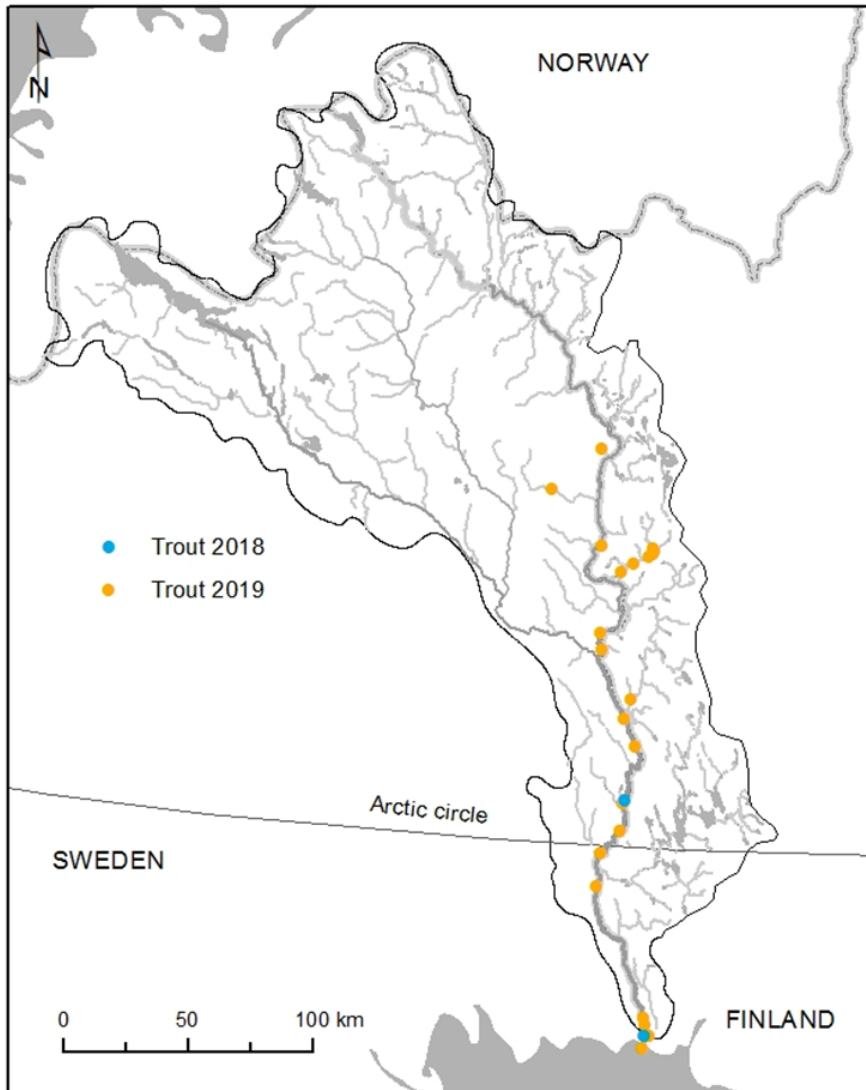 NORWAY
N
Trout 2018
Trout 2019
Arctic circle
SWEDEN
FINLAND
0 50 100 km